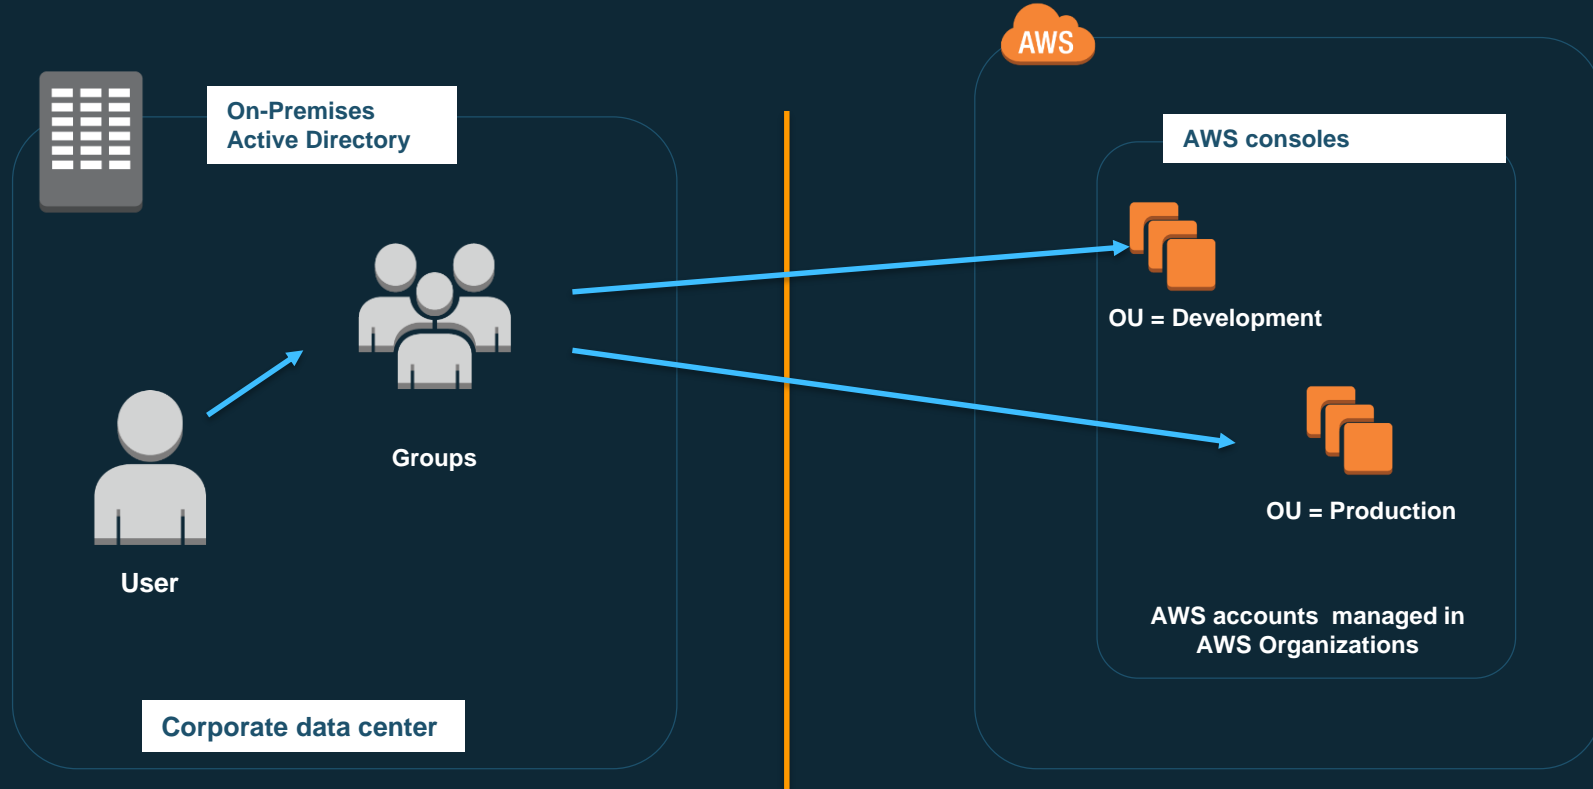 AWS
On-Premises
Active Directory
AWS consoles
OU = Development
Groups
OU = Production
User
AWS accounts  managed in
AWS Organizations
Corporate data center